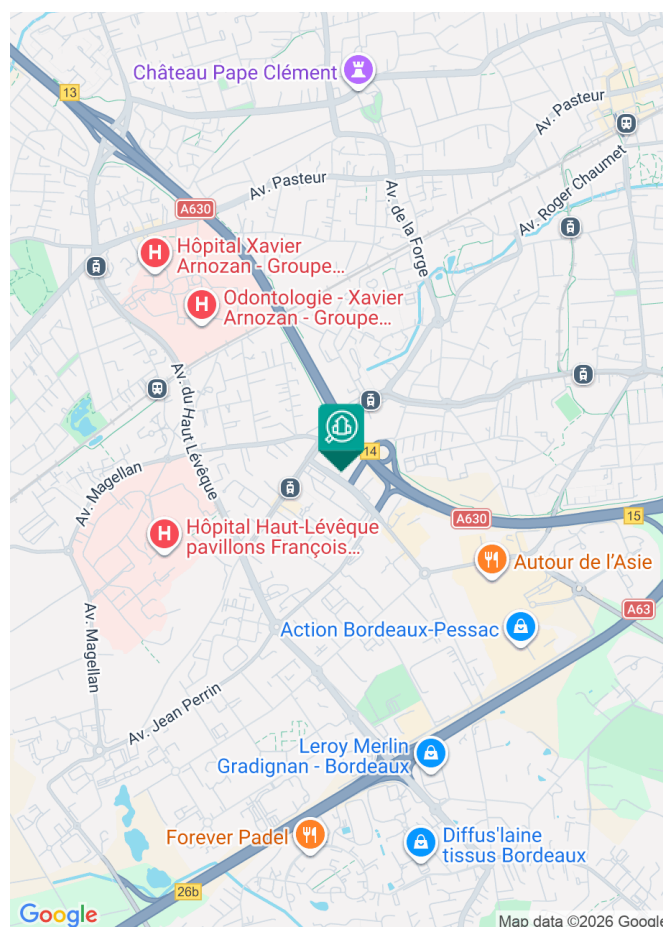 Château Pape Clément
13
Av. Pasteur
Av. Pasteur
Av. Roger Chaumet
Av. de la Forge
A630
Hôpital Xavier
Arnozan - Groupe...
Odontologie - Xavier
Arnozan - Groupe...
Av. du Haut Lévêque
14
Av. Magellan
A630
15
Hôpital Haut-Lévêque
pavillons François...
Autour de l'Asie
A63
Action Bordeaux-Pessac
Av. Magellan
Av. Jean Perrin
Leroy Merlin
Gradignan - Bordeaux
Forever Padel
Diffus'laine
tissus Bordeaux
26b
Google
Map data ©2026 Google